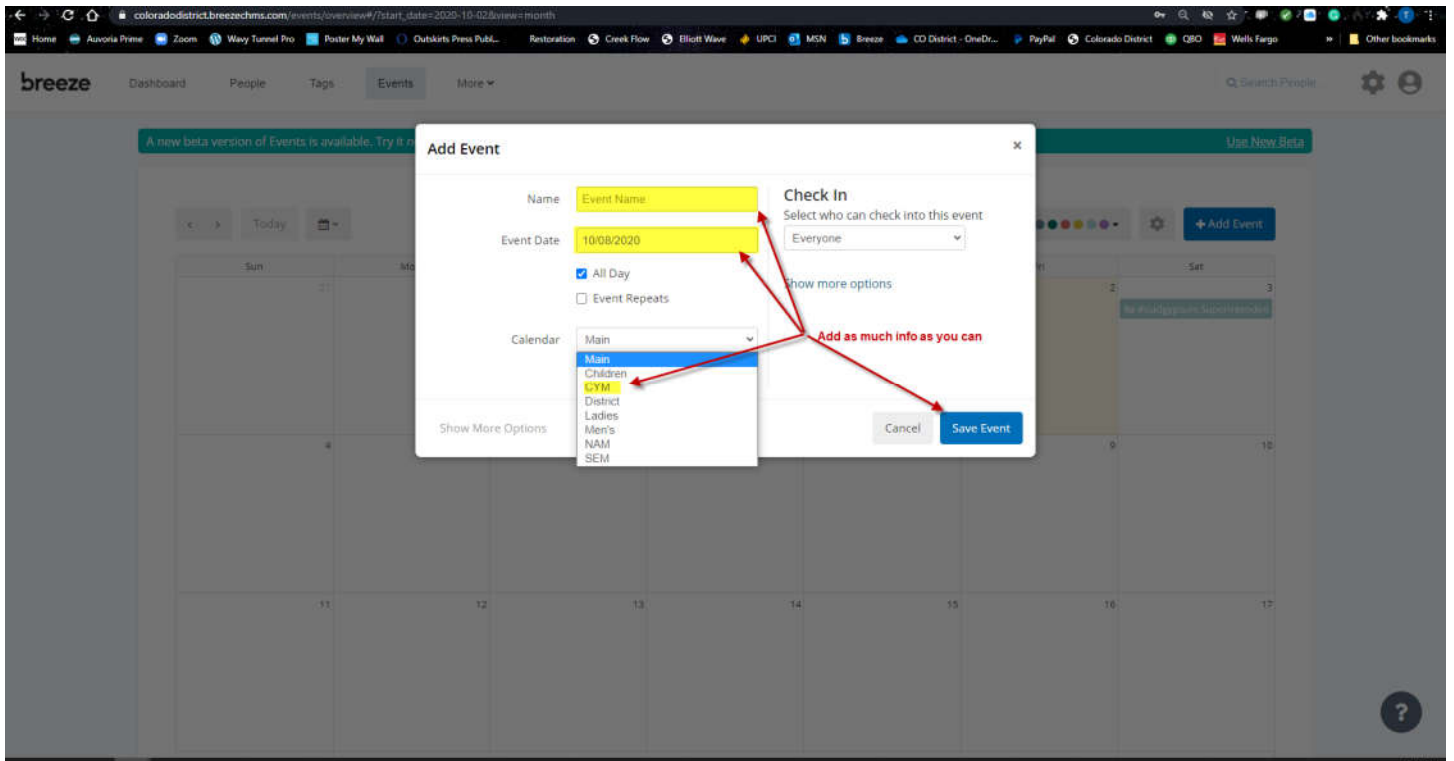 coloradodistrict.breezechms.com/events/overview#/?start_date=2020-10-02&view=month
Home Auvoria Prime Zoom Wavy Tunnel Pro Poster My Wall Outskirts Press Publ... Restoration Creek Flow Elliott Wave UPCI MSN Breeze CO District - OneDr... PayPal Colorado District QBO Wells Fargo » Other bookmarks
breeze Dashboard People Tags Events More Search People
A new beta version of Events is available. Try it Use New Beta
Add Event ×
Name Event Name
Event Date 10/08/2020
All Day
Event Repeats
Calendar Main
Main
Children
CYM
District
Ladies
Men's
NAM
SEM
Show More Options
Check In
Select who can check into this event
Everyone
Show more options
Add as much info as you can
Cancel Save Event
Today + Add Event
Sun Mo Sat
2 3
4 9 10
11 12 13 14 15 16 17
?